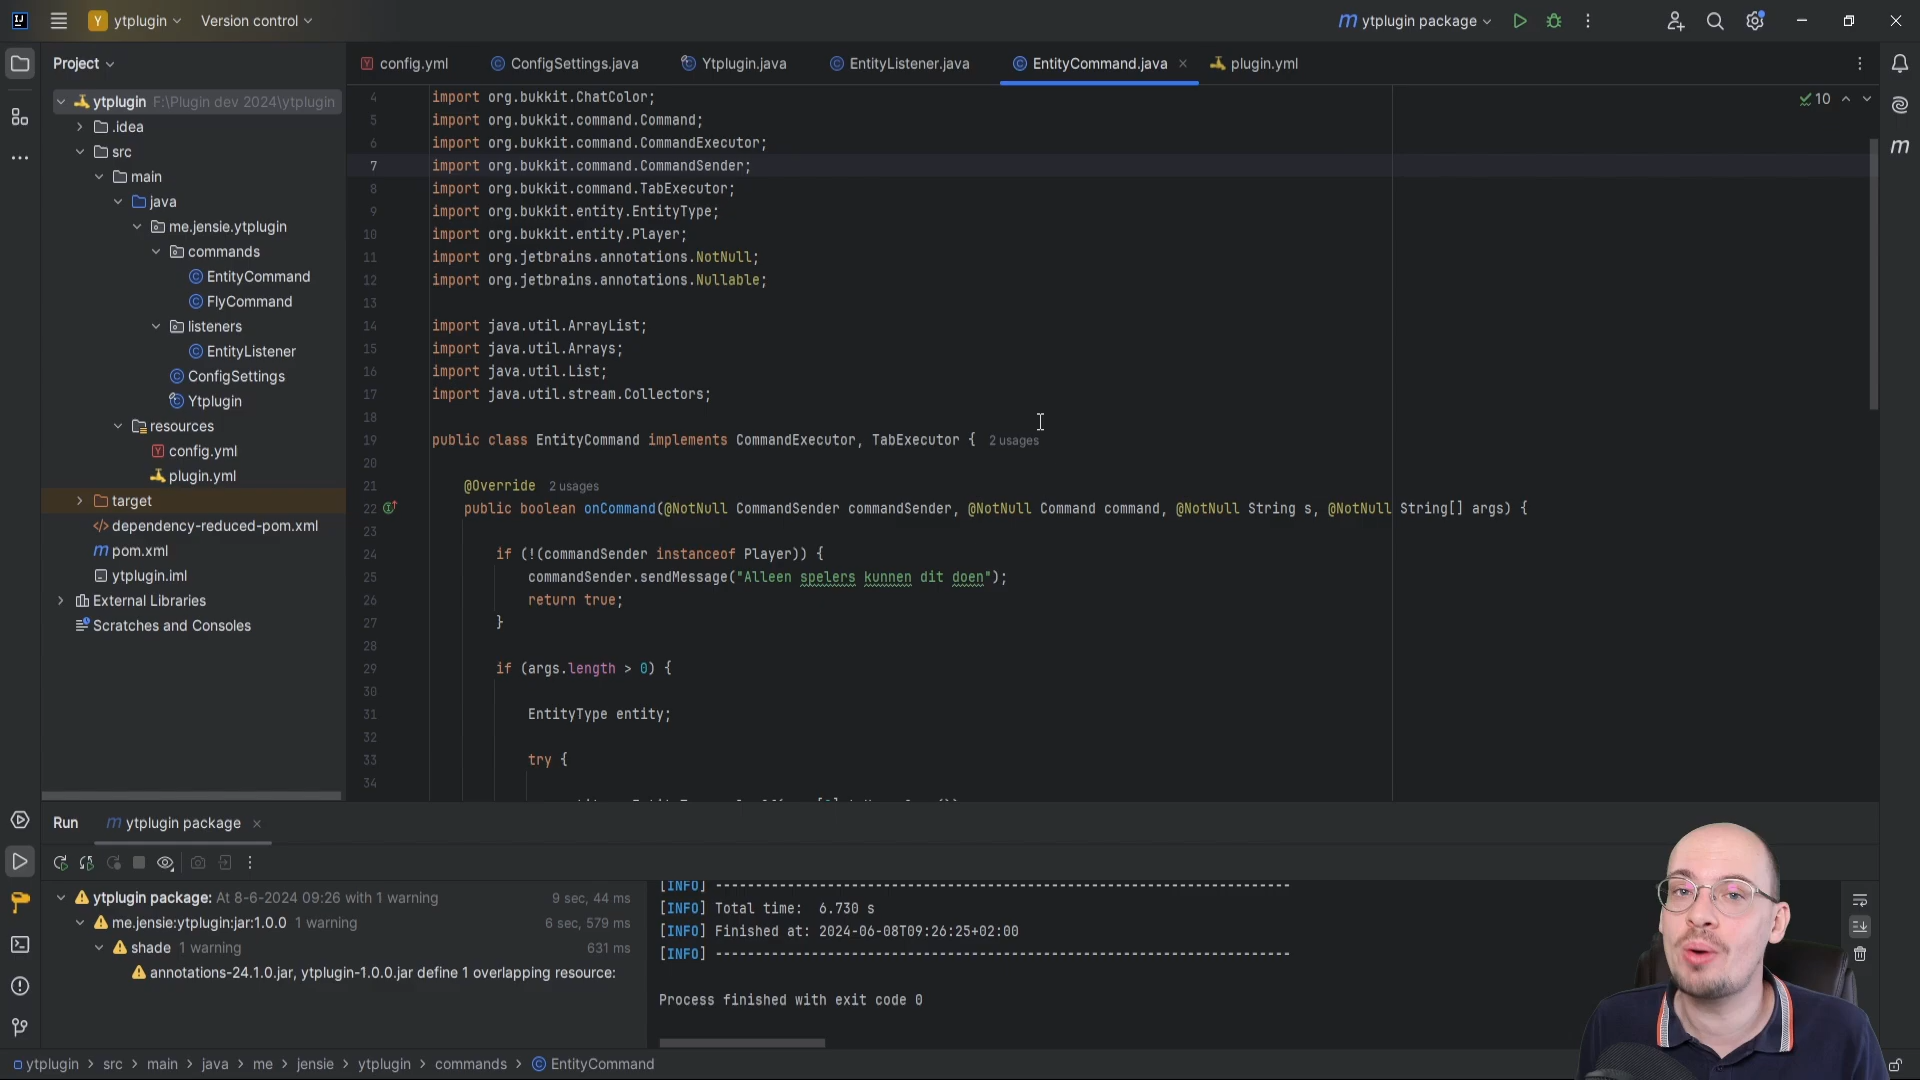 Y ytplugin Version control
m ytplugin package
Project
config.yml ConfigSettings.java Ytplugin.java EntityListener.java EntityCommand.java plugin.yml
ytplugin F:\Plugin dev 2024\ytplugin
.idea
src
main
java
me.jensie.ytplugin
commands
EntityCommand
FlyCommand
listeners
EntityListener
ConfigSettings
Ytplugin
resources
config.yml
plugin.yml
target
dependency-reduced-pom.xml
m pom.xml
ytplugin.iml
External Libraries
Scratches and Consoles
10
4 import org.bukkit.ChatColor;
5 import org.bukkit.command.Command;
6 import org.bukkit.command.CommandExecutor;
7 import org.bukkit.command.CommandSender;
8 import org.bukkit.command.TabExecutor;
9 import org.bukkit.entity.EntityType;
10 import org.bukkit.entity.Player;
11 import org.jetbrains.annotations.NotNull;
12 import org.jetbrains.annotations.Nullable;
13
14 import java.util.ArrayList;
15 import java.util.Arrays;
16 import java.util.List;
17 import java.util.stream.Collectors;
18
19 public class EntityCommand implements CommandExecutor, TabExecutor { 2 usages
20
21 @Override 2 usages
22 public boolean onCommand(@NotNull CommandSender commandSender, @NotNull Command command, @NotNull String s, @NotNull String[] args) {
23
24 if (!(commandSender instanceof Player)) {
25 commandSender.sendMessage("Alleen spelers kunnen dit doen");
26 return true;
27 }
28
29 if (args.length > 0) {
30
31 EntityType entity;
32
33 try {
34
Run m ytplugin package
ytplugin package: At 8-6-2024 09:26 with 1 warning 9 sec, 44 ms
me.jensie:ytplugin:jar:1.0.0 1 warning 6 sec, 579 ms
shade 1 warning 631 ms
annotations-24.1.0.jar, ytplugin-1.0.0.jar define 1 overlapping resource:
[INFO] ------------------------------------------------------------------------
[INFO] Total time: 6.730 s
[INFO] Finished at: 2024-06-08T09:26:25+02:00
[INFO] ------------------------------------------------------------------------
Process finished with exit code 0
ytplugin > src > main > java > me > jensie > ytplugin > commands > EntityCommand